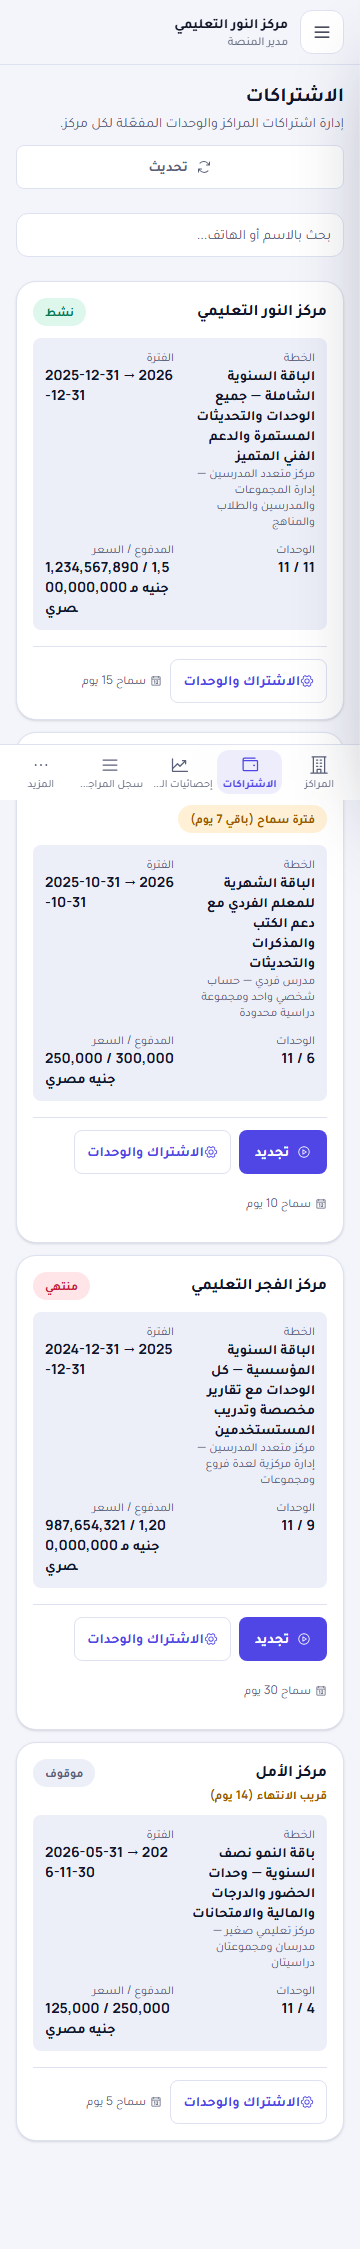 مركز النور التعليمي
مدير المنصة
الاشتراكات
إدارة اشتراكات المراكز والوحدات المفعّلة لكل مركز.
تحديث
بحث بالاسم أو الهاتف...
مركز النور التعليمي
نشط
الخطة
الباقة السنوية
الشاملة — جميع
الوحدات والتحديثات
المستمرة والدعم
الفني المتميز
مركز متعدد المدرسين —
إدارة المجموعات
والمدرسين والطلاب
والمناهج
الفترة
2025-12-31 → 2026
-12-31
الوحدات
11 / 11
المدفوع / السعر
1,234,567,890 / 1,5
00,000,000 جنيه م
صري
الاشتراك والوحدات
سماح 15 يوم
المراكز
الاشتراكات
إحصائيات الـ...
سجل المراجـ...
المزيد
فترة سماح (باقي 7 يوم)
الخطة
الباقة الشهرية
للمعلم الفردي مع
دعم الكتب
والمذكرات
والتحديثات
مدرس فردي — حساب
شخصي واحد ومجموعة
دراسية محدودة
الفترة
2025-10-31 → 2026
-10-31
الوحدات
6 / 11
المدفوع / السعر
250,000 / 300,000
جنيه مصري
تجديد
الاشتراك والوحدات
سماح 10 يوم
مركز الفجر التعليمي
منتهي
الخطة
الباقة السنوية
المؤسسية — كل
الوحدات مع تقارير
مخصصة وتدريب
المستستخدمين
مركز متعدد المدرسين —
إدارة مركزية لعدة فروع
ومجموعات
الفترة
2024-12-31 → 2025
-12-31
الوحدات
9 / 11
المدفوع / السعر
987,654,321 / 1,20
0,000,000 جنيه م
صري
تجديد
الاشتراك والوحدات
سماح 30 يوم
مركز الأمل
موقوف
قريب الانتهاء (14 يوم)
الخطة
باقة النمو نصف
السنوية — وحدات
الحضور والدرجات
والمالية والامتحانات
مركز تعليمي صغير —
مدرسان ومجموعتان
دراسيتان
الفترة
2026-05-31 → 202
6-11-30
الوحدات
4 / 11
المدفوع / السعر
125,000 / 250,000
جنيه مصري
الاشتراك والوحدات
سماح 5 يوم